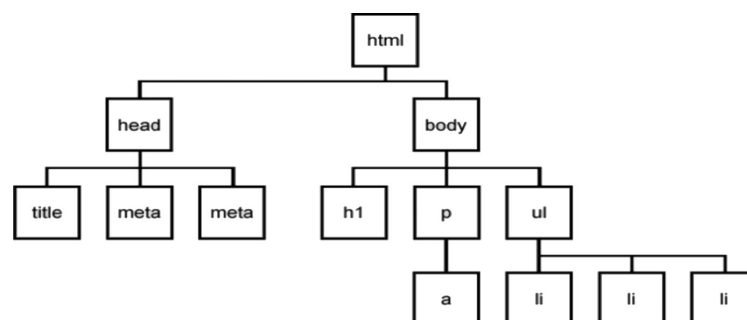 html
head body
title meta meta h1 p ul
a li li li